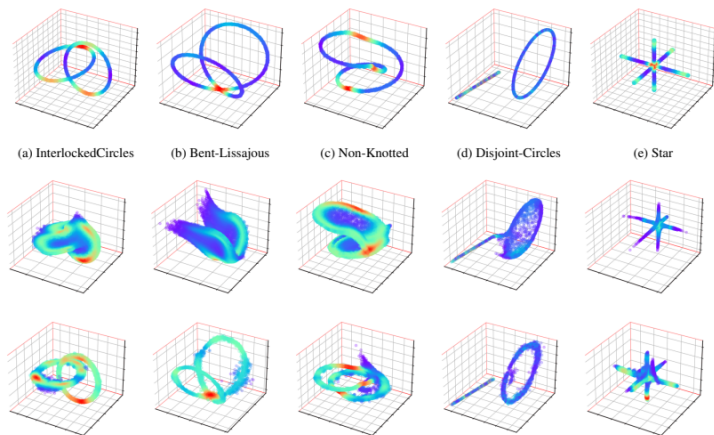 (a) InterlockedCircles
(b) Bent-Lissajous
(c) Non-Knotted
(d) Disjoint-Circles
(e) Star